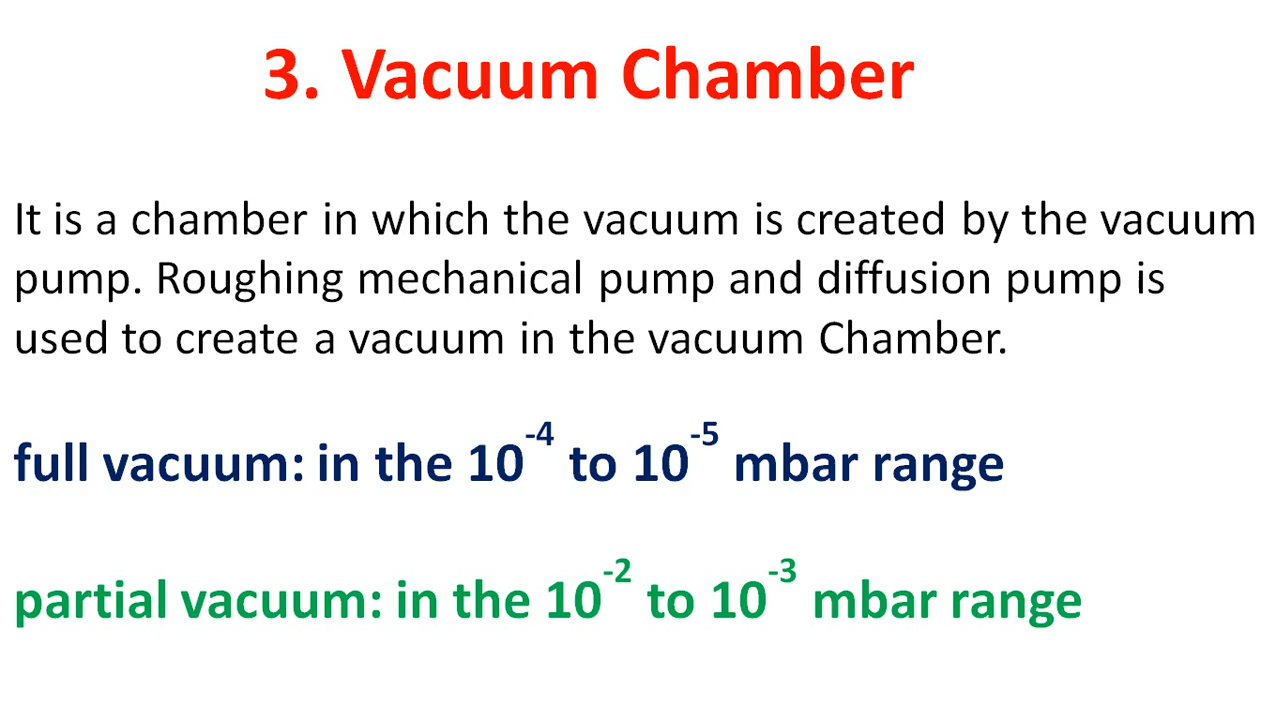 3. Vacuum Chamber
It is a chamber in which the vacuum is created by the vacuum
pump. Roughing mechanical pump and diffusion pump is
used to create a vacuum in the vacuum Chamber.
full vacuum: in the 10⁻⁴ to 10⁻⁵ mbar range
partial vacuum: in the 10⁻² to 10⁻³ mbar range